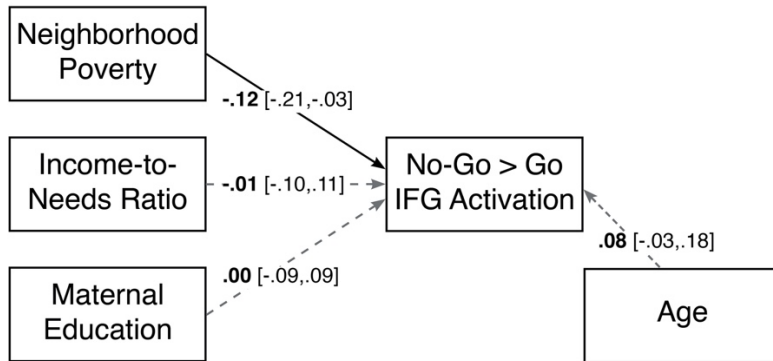 Neighborhood
Poverty
-.12 [-.21,-.03]
Income-to-
Needs Ratio
-.01 [-.10,.11]
No-Go > Go
IFG Activation
.08 [-.03,.18]
.00 [-.09,.09]
Maternal
Education
Age